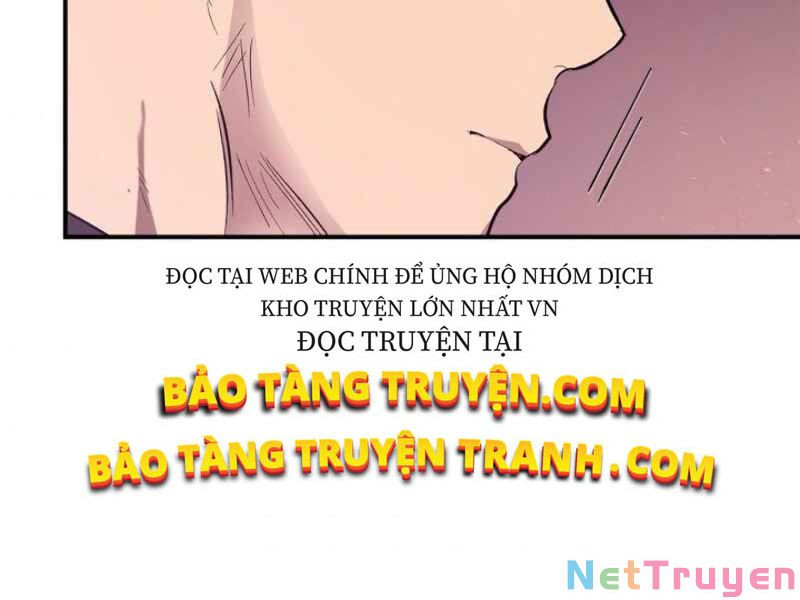 ĐỌC TẠI WEB CHÍNH ĐỂ ỦNG HỘ NHÓM DỊCH
KHO TRUYỆN LỚN NHẤT VN
ĐỌC TRUYỆN TẠI
BẢO TÀNG TRUYỆN.COM
BẢO TÀNG TRUYỆN TRANH.COM
NetTruyen